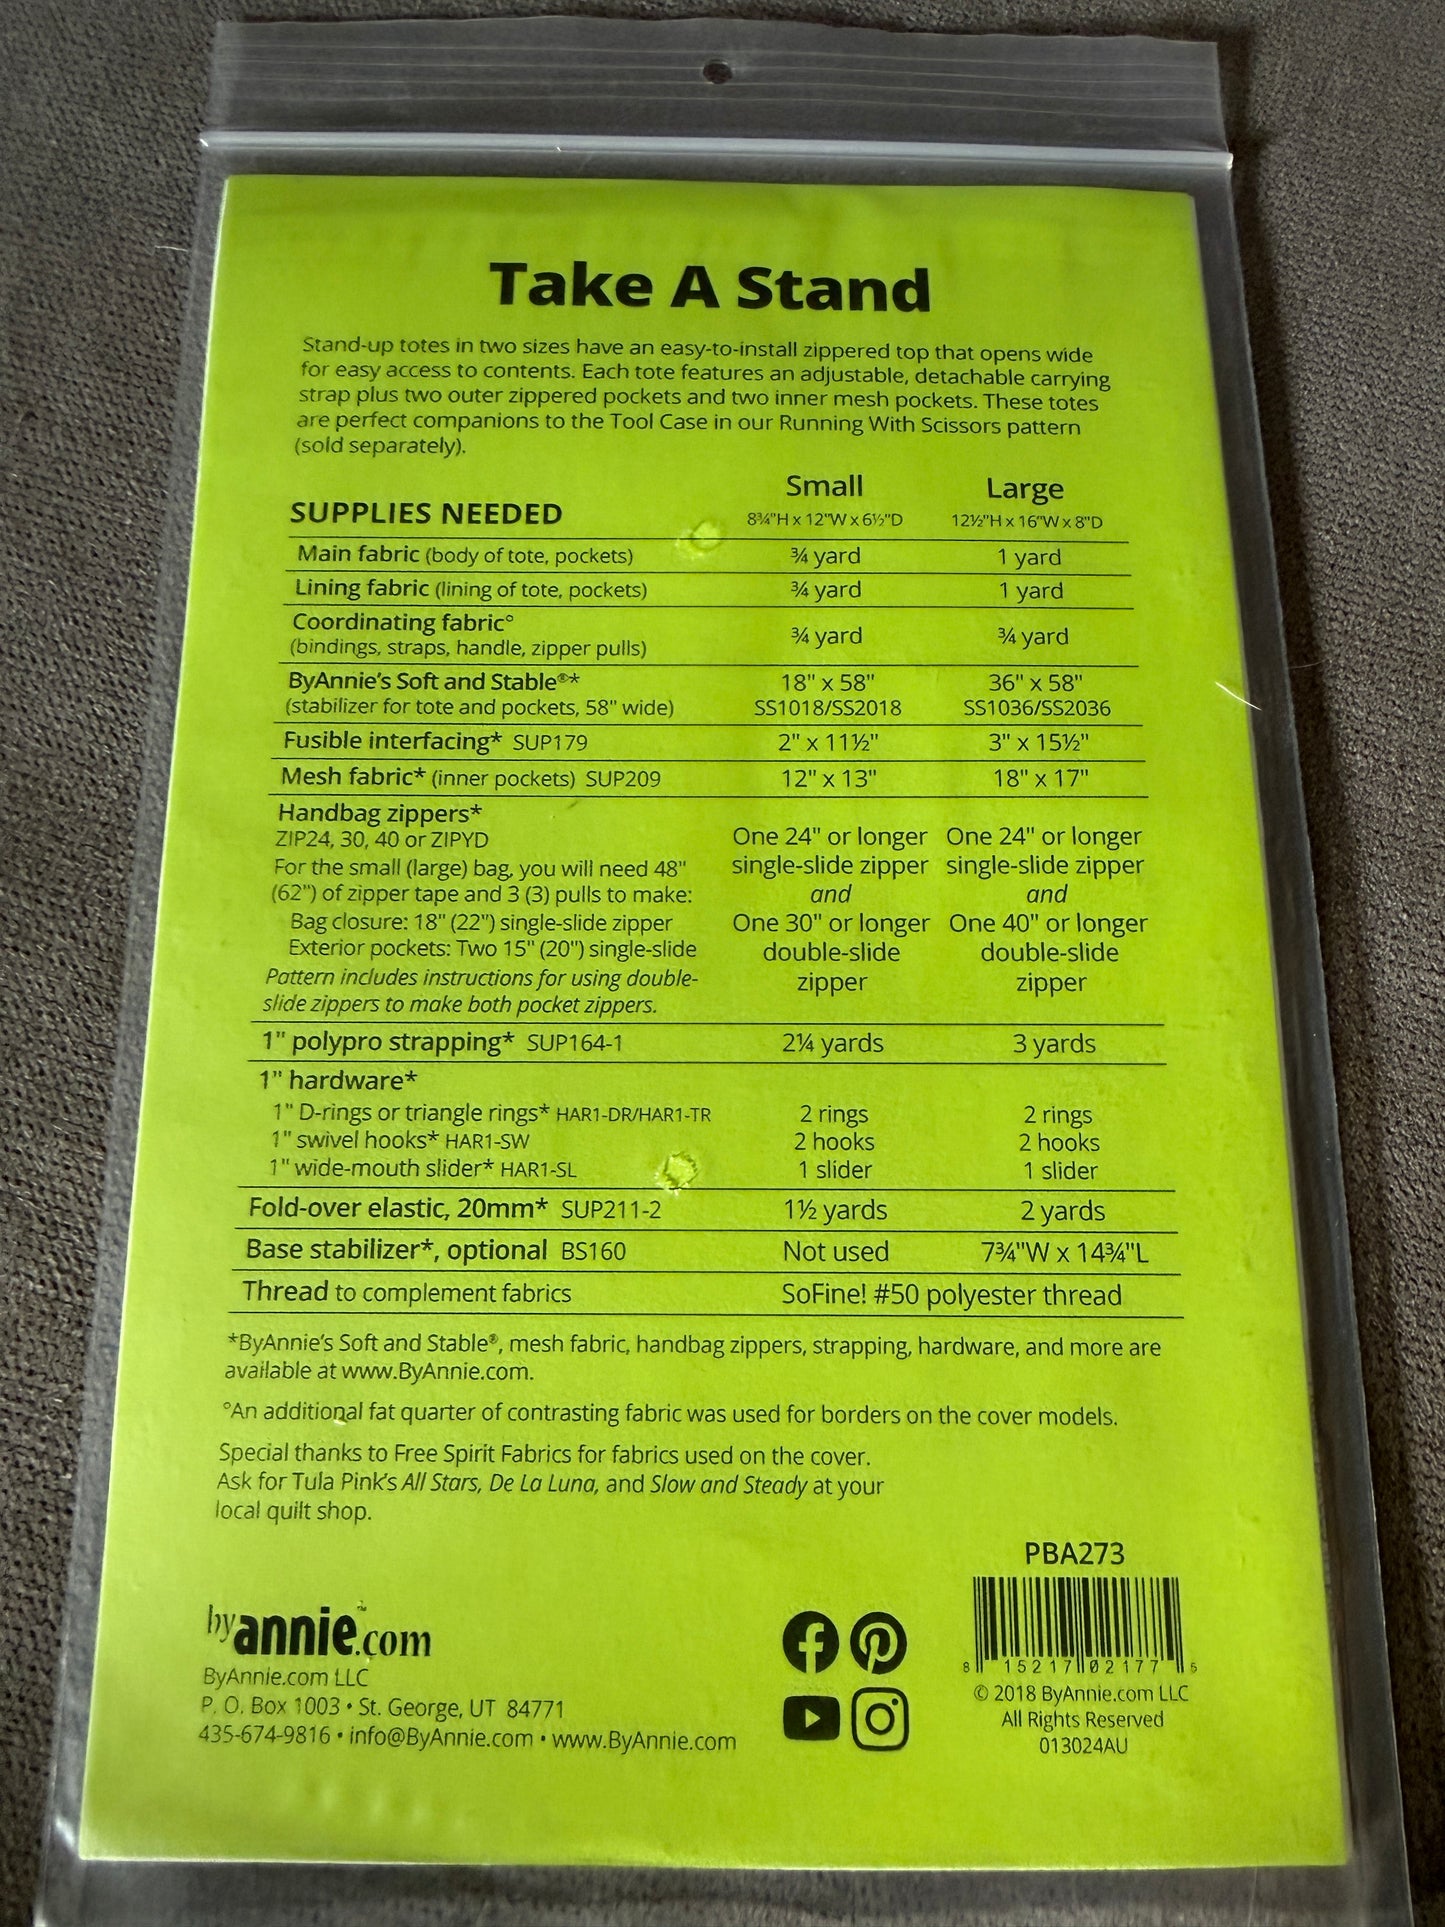 Take A Stand
Stand-up totes in two sizes have an easy-to-install zippered top that opens wide
for easy access to contents. Each tote features an adjustable, detachable carrying
strap plus two outer zippered pockets and two inner mesh pockets. These totes
are perfect companions to the Tool Case in our Running With Scissors pattern
(sold separately).
Small Large
SUPPLIES NEEDED 8¾"H x 12"W x 6½"D 12½"H x 16"W x 8"D
Main fabric (body of tote, pockets) ¾ yard 1 yard
Lining fabric (lining of tote, pockets) ¾ yard 1 yard
Coordinating fabric°
(bindings, straps, handle, zipper pulls) ¾ yard ¾ yard
ByAnnie's Soft and Stable®* 18" x 58" 36" x 58"
(stabilizer for tote and pockets, 58" wide) SS1018/SS2018 SS1036/SS2036
Fusible interfacing* SUP179 2" x 11½" 3" x 15½"
Mesh fabric* (inner pockets) SUP209 12" x 13" 18" x 17"
Handbag zippers*
ZIP24, 30, 40 or ZIPYD One 24" or longer One 24" or longer
For the small (large) bag, you will need 48" single-slide zipper single-slide zipper
(62") of zipper tape and 3 (3) pulls to make: and and
Bag closure: 18" (22") single-slide zipper One 30" or longer One 40" or longer
Exterior pockets: Two 15" (20") single-slide double-slide double-slide
Pattern includes instructions for using double- zipper zipper
slide zippers to make both pocket zippers.
1" polypro strapping* SUP164-1 2¼ yards 3 yards
1" hardware*
1" D-rings or triangle rings* HAR1-DR/HAR1-TR 2 rings 2 rings
1" swivel hooks* HAR1-SW 2 hooks 2 hooks
1" wide-mouth slider* HAR1-SL 1 slider 1 slider
Fold-over elastic, 20mm* SUP211-2 1½ yards 2 yards
Base stabilizer*, optional BS160 Not used 7¾"W x 14¾"L
Thread to complement fabrics SoFine! #50 polyester thread
*ByAnnie's Soft and Stable®, mesh fabric, handbag zippers, strapping, hardware, and more are
available at www.ByAnnie.com.
°An additional fat quarter of contrasting fabric was used for borders on the cover models.
Special thanks to Free Spirit Fabrics for fabrics used on the cover.
Ask for Tula Pink's All Stars, De La Luna, and Slow and Steady at your
local quilt shop.
PBA273
8 15217 02177 5
byannie.com™
ByAnnie.com LLC
P. O. Box 1003 • St. George, UT 84771
435-674-9816 • info@ByAnnie.com • www.ByAnnie.com
© 2018 ByAnnie.com LLC
All Rights Reserved
013024AU